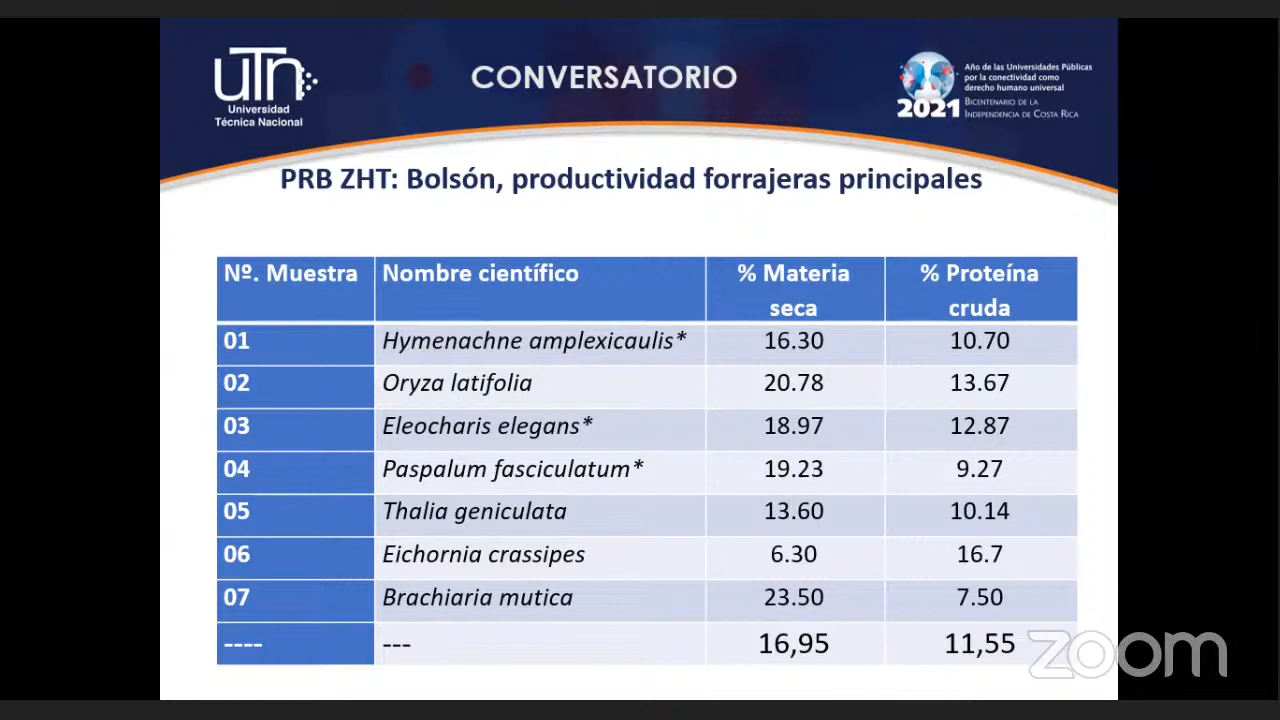 UTN
Universidad
Técnica Nacional
CONVERSATORIO
2021
Año de las Universidades Públicas
por la conectividad como
derecho humano universal
BICENTENARIO DE LA
INDEPENDENCIA DE COSTA RICA
PRB ZHT: Bolsón, productividad forrajeras principales
Nº. Muestra Nombre científico % Materia seca % Proteína cruda
01 Hymenachne amplexicaulis* 16.30 10.70
02 Oryza latifolia 20.78 13.67
03 Eleocharis elegans* 18.97 12.87
04 Paspalum fasciculatum* 19.23 9.27
05 Thalia geniculata 13.60 10.14
06 Eichornia crassipes 6.30 16.7
07 Brachiaria mutica 23.50 7.50
---- --- 16,95 11,55
zoom